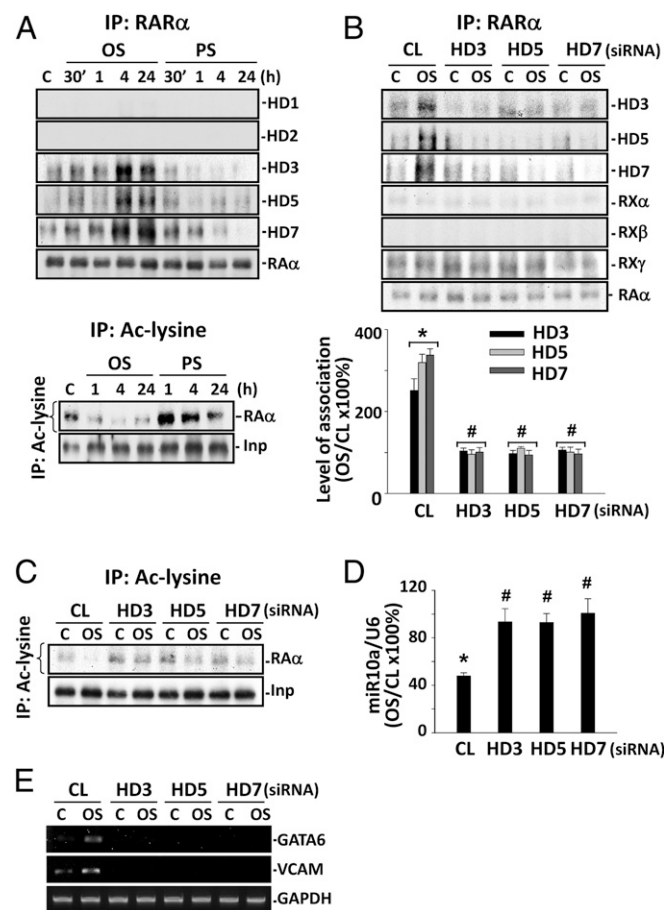 A
IP: RARα
OS PS
C 30’ 1 4 24 30’ 1 4 24 (h)
-HD1
-HD2
-HD3
-HD5
-HD7
-RAα
IP: Ac-lysine
OS PS
C 1 4 24 1 4 24 (h)
IP: Ac-lysine
-RAα
-Inp
B
IP: RARα
CL HD3 HD5 HD7 (siRNA)
C OS C OS C OS C OS
-HD3
-HD5
-HD7
-RXα
-RXβ
-RXγ
-RAα
Level of association
(OS/CL x100%)
400
200
0
* # # #
HD3
HD5
HD7
CL HD3 HD5 HD7 (siRNA)
C
IP: Ac-lysine
CL HD3 HD5 HD7 (siRNA)
C OS C OS C OS C OS
IP: Ac-lysine
-RAα
-Inp
D
miR10a/U6
(OS/CL x100%)
120
80
40
0
* # # #
CL HD3 HD5 HD7 (siRNA)
E
CL HD3 HD5 HD7 (siRNA)
C OS C OS C OS C OS
-GATA6
-VCAM
-GAPDH